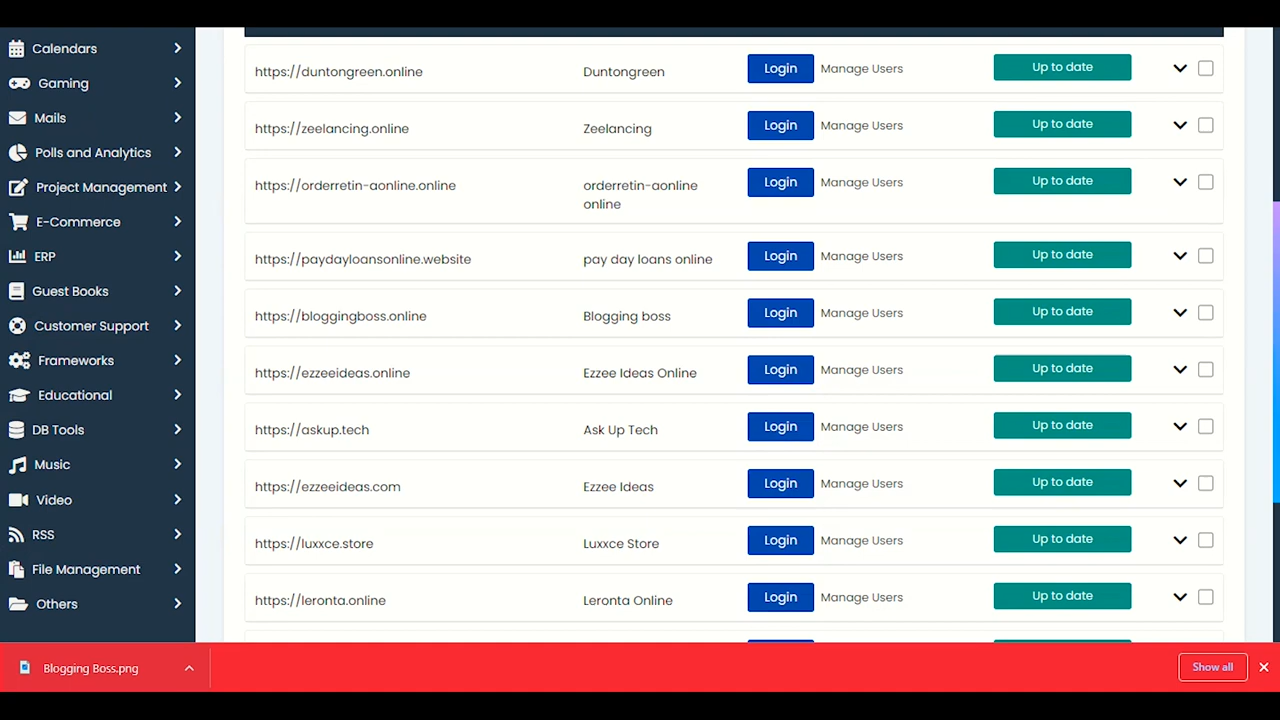 Calendars
Gaming
Mails
Polls and Analytics
Project Management
E-Commerce
ERP
Guest Books
Customer Support
Frameworks
Educational
DB Tools
Music
Video
RSS
File Management
Others
https://duntongreen.online Duntongreen Login Manage Users Up to date
https://zeelancing.online Zeelancing Login Manage Users Up to date
https://orderretin-aonline.online orderretin-aonline Login Manage Users Up to date
online
https://paydayloansonline.website pay day loans online Login Manage Users Up to date
https://bloggingboss.online Blogging boss Login Manage Users Up to date
https://ezzeeideas.online Ezzee Ideas Online Login Manage Users Up to date
https://askup.tech Ask Up Tech Login Manage Users Up to date
https://ezzeeideas.com Ezzee Ideas Login Manage Users Up to date
https://luxxce.store Luxxce Store Login Manage Users Up to date
https://leronta.online Leronta Online Login Manage Users Up to date
Blogging Boss.png Show all